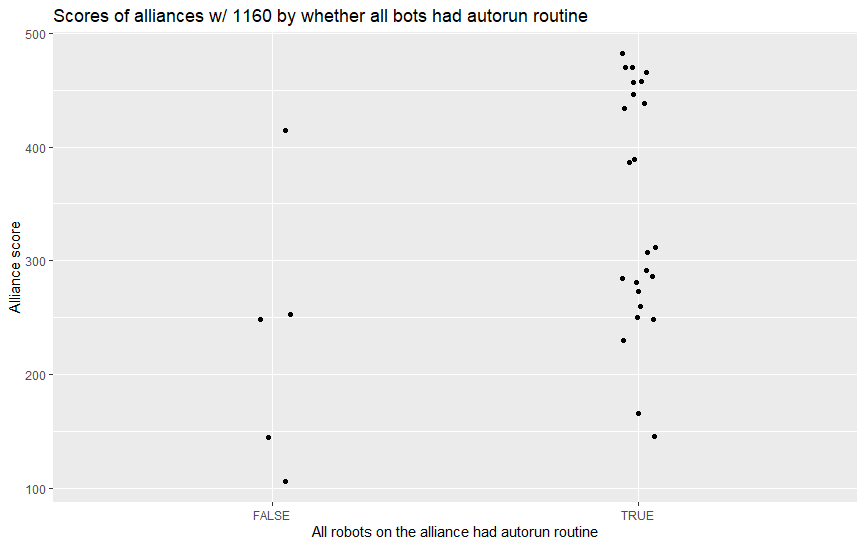 Scores of alliances w/ 1160 by whether all bots had autorun routine
500
400
300
200
100
Alliance score
FALSE
TRUE
All robots on the alliance had autorun routine